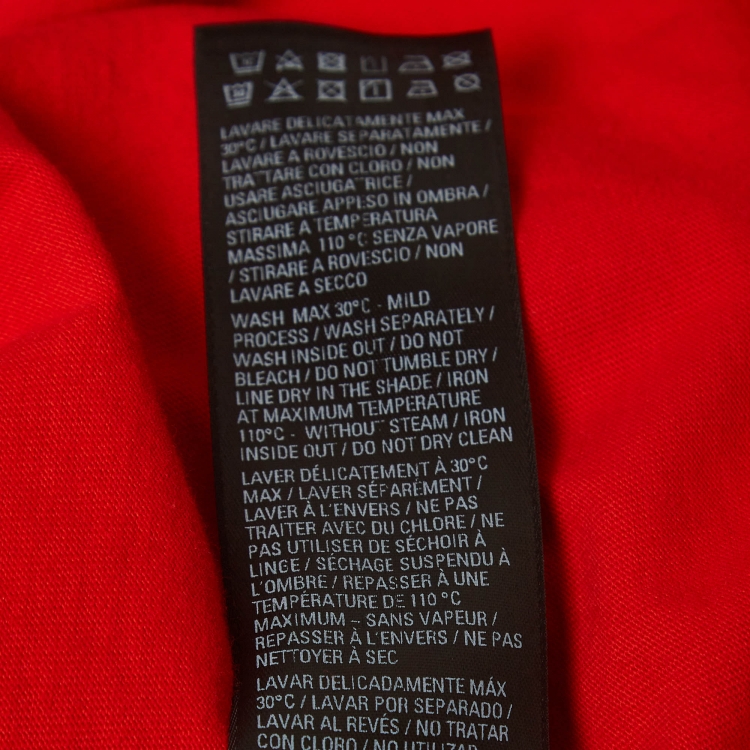 LAVARE DELICATAMENTE MAX
30°C / LAVARE SEPARATAMENTE /
LAVARE A ROVESCIO / NON
TRATTARE CON CLORO / NON
USARE ASCIUGATRICE /
ASCIUGARE APPESO IN OMBRA /
STIRARE A TEMPERATURA
MASSIMA 110°C SENZA VAPORE
/ STIRARE A ROVESCIO / NON
LAVARE A SECCO
WASH MAX 30°C - MILD
PROCESS / WASH SEPARATELY /
WASH INSIDE OUT / DO NOT
BLEACH / DO NOT TUMBLE DRY /
LINE DRY IN THE SHADE / IRON
AT MAXIMUM TEMPERATURE
110°C - WITHOUT STEAM / IRON
INSIDE OUT / DO NOT DRY CLEAN
LAVER DÉLICATEMENT À 30°C
MAX / LAVER SÉPARÉMENT /
LAVER À L'ENVERS / NE PAS
TRAITER AVEC DU CHLORE / NE
PAS UTILISER DE SÉCHOIR À
LINGE / SÉCHAGE SUSPENDU À
L'OMBRE / REPASSER À UNE
TEMPÉRATURE DE 110°C
MAXIMUM – SANS VAPEUR /
REPASSER À L'ENVERS / NE PAS
NETTOYER À SEC
LAVAR DELICADAMENTE MÁX
30°C / LAVAR POR SEPARADO /
LAVAR AL REVÉS / NO TRATAR
CON CLORO / NO UTILIZAR